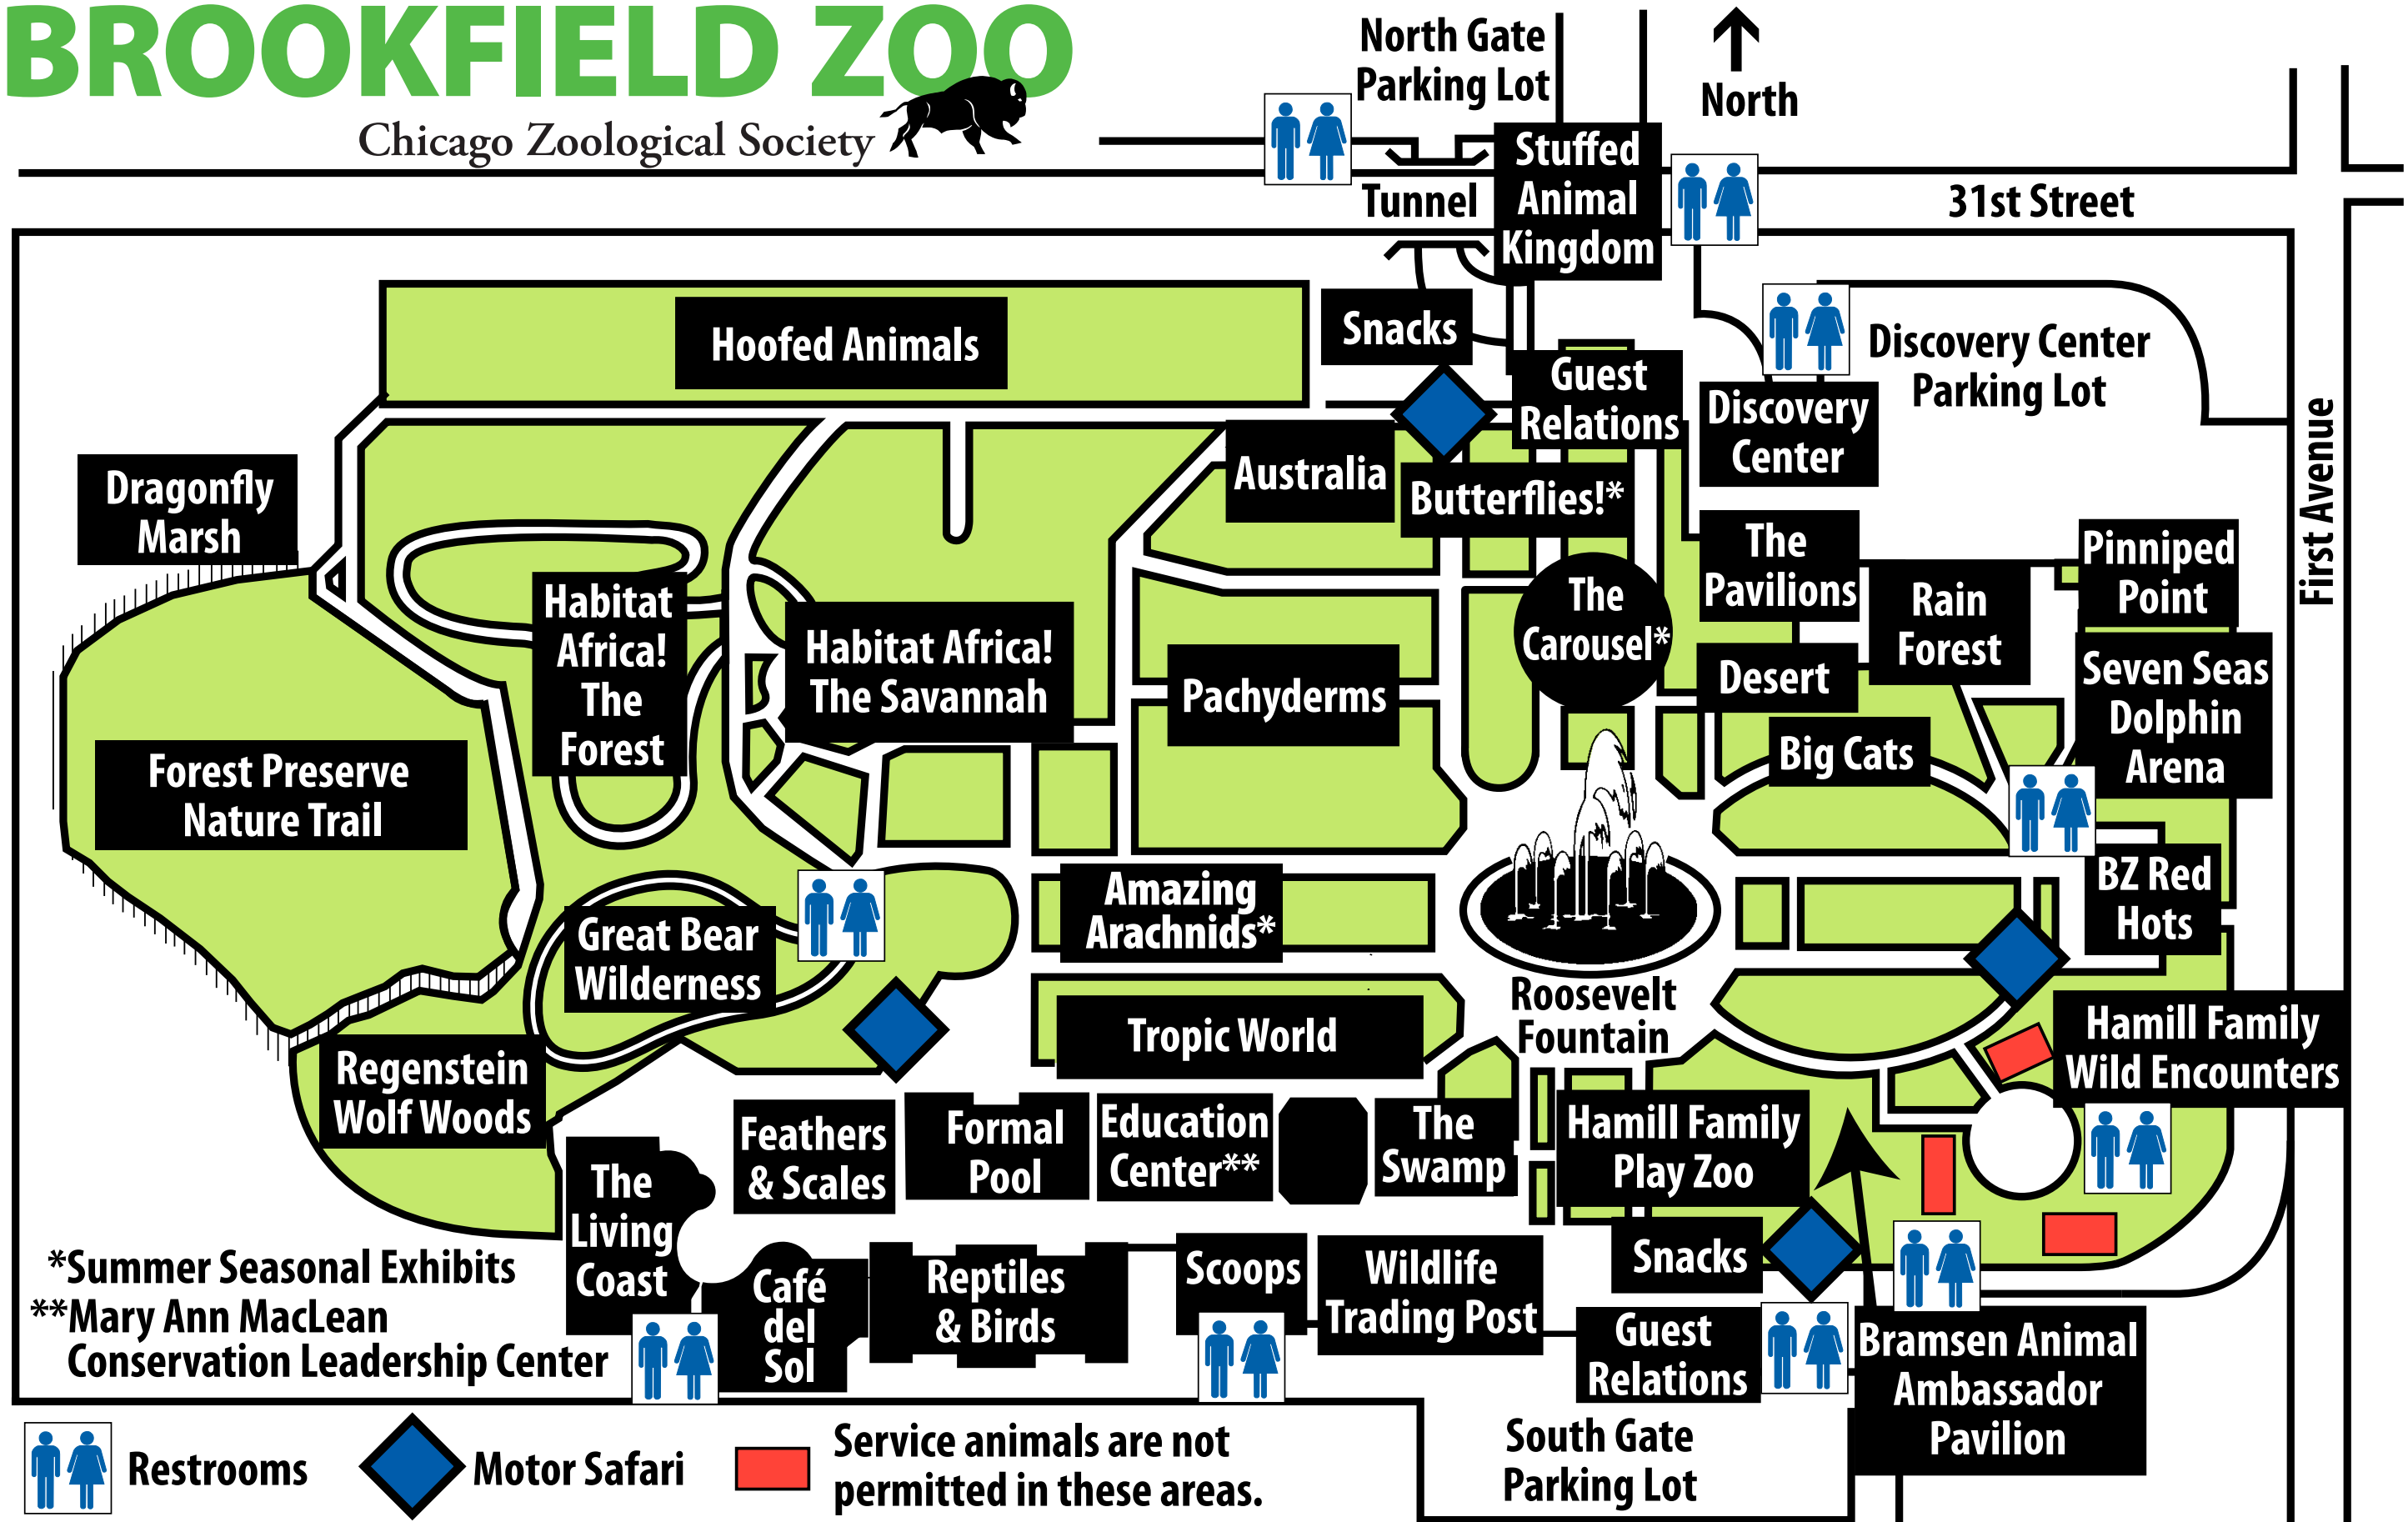 BROOKFIELD ZOO
Chicago Zoological Society
North Gate
Parking Lot
North
Stuffed
Animal
Kingdom
Tunnel
31st Street
Hoofed Animals
Snacks
Guest
Relations
Discovery Center
Parking Lot
Discovery
Center
First Avenue
Dragonfly
Marsh
Australia
Butterflies!*
The
Pavilions
Pinniped
Point
Habitat
Africa!
The
Forest
Habitat Africa!
The Savannah
The
Carousel*
Rain
Forest
Pachyderms
Desert
Seven Seas
Dolphin
Arena
Big Cats
Forest Preserve
Nature Trail
Amazing
Arachnids*
BZ Red
Hots
Great Bear
Wilderness
Roosevelt
Fountain
Tropic World
Hamill Family
Wild Encounters
Regenstein
Wolf Woods
Feathers
& Scales
Formal
Pool
Education
Center**
The
Swamp
Hamill Family
Play Zoo
The
Living
Coast
Café
del
Sol
Reptiles
& Birds
Scoops
Wildlife
Trading Post
Snacks
Guest
Relations
Bramsen Animal
Ambassador
Pavilion
*Summer Seasonal Exhibits
**Mary Ann MacLean
Conservation Leadership Center
Restrooms
Motor Safari
Service animals are not
permitted in these areas.
South Gate
Parking Lot